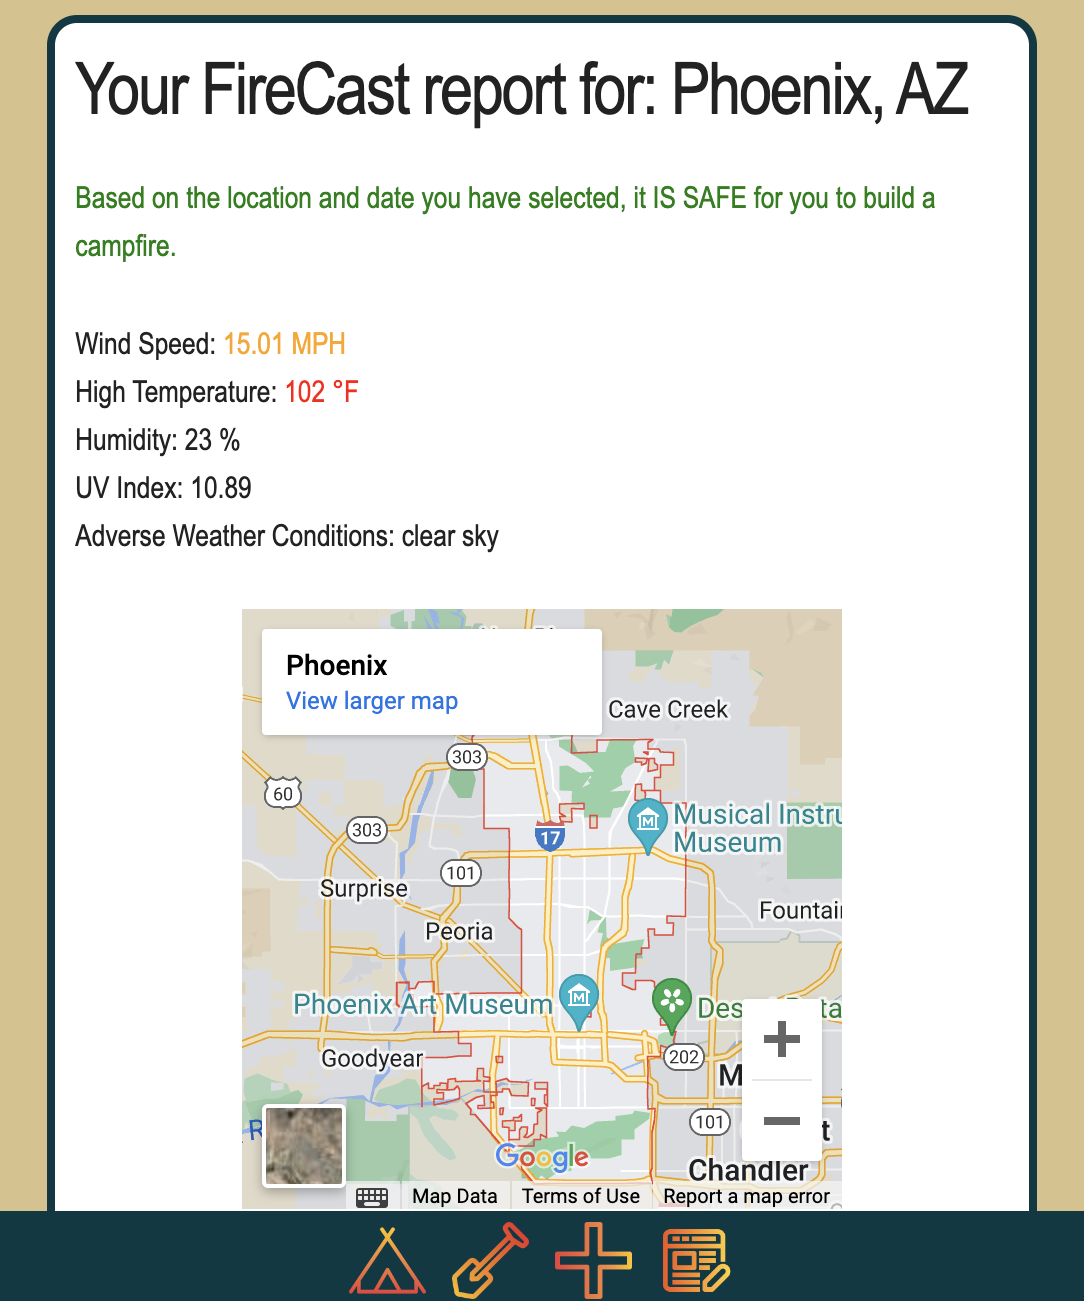 Your FireCast report for: Phoenix, AZ
Based on the location and date you have selected, it IS SAFE for you to build a
campfire.
Wind Speed: 15.01 MPH
High Temperature: 102 °F
Humidity: 23 %
UV Index: 10.89
Adverse Weather Conditions: clear sky
Phoenix
View larger map
Cave Creek
303
60
303
17
Musical Instru
Museum
101
Surprise
Fountai
Peoria
Phoenix Art Museum
Des
ta
Goodyear
202
M
101
R
t
Google
Chandler
Map Data
Terms of Use
Report a map error